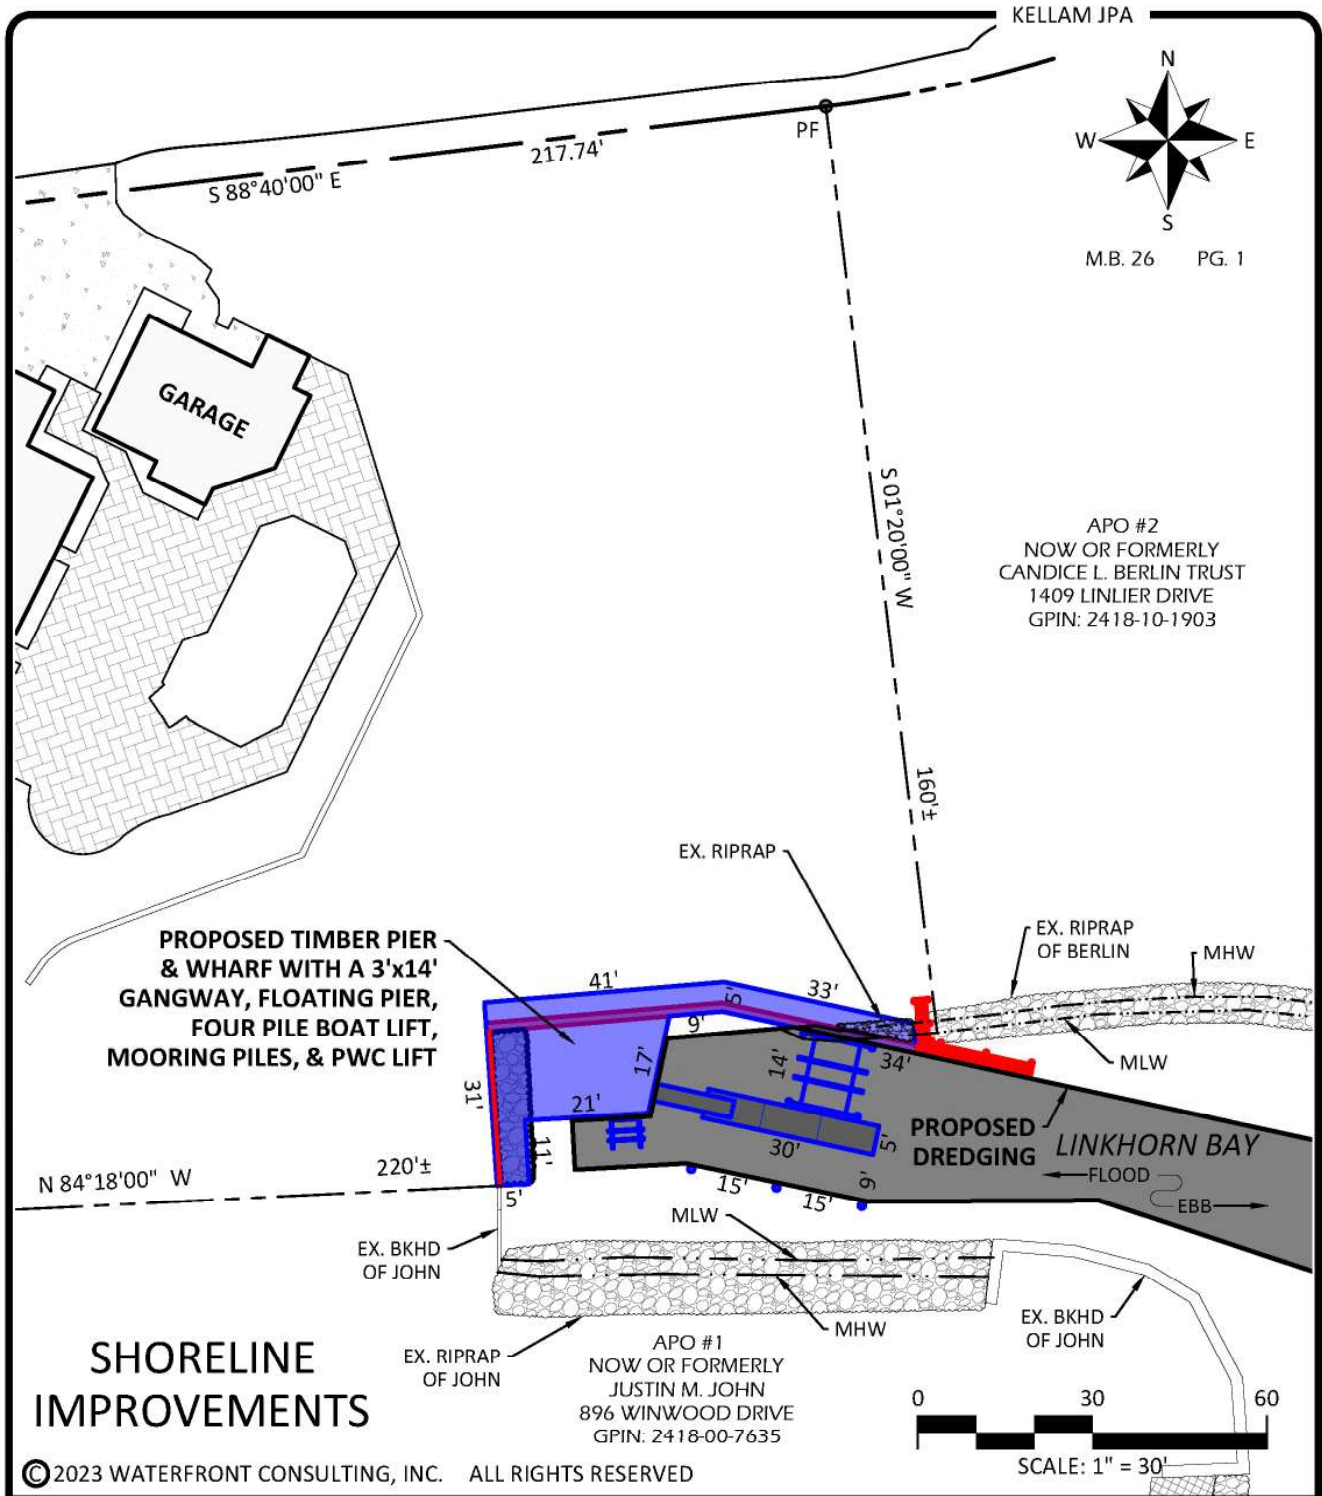 KELLAM JPA
N
W E
S
M.B. 26 PG. 1
PF
217.74'
S 88°40'00" E
GARAGE
S 01°20'00" W
160'±
APO #2
NOW OR FORMERLY
CANDICE L. BERLIN TRUST
1409 LINLIER DRIVE
GPIN: 2418-10-1903
EX. RIPRAP
EX. RIPRAP
OF BERLIN
MHW
MLW
PROPOSED TIMBER PIER
& WHARF WITH A 3'x14'
GANGWAY, FLOATING PIER,
FOUR PILE BOAT LIFT,
MOORING PILES, & PWC LIFT
41'
5'
33'
9'
17'
14'
34'
31'
21'
11'
30'
5'
5'
15'
15'
9'
PROPOSED
DREDGING
LINKHORN BAY
FLOOD
EBB
N 84°18'00" W
220'±
EX. BKHD
OF JOHN
MLW
MHW
EX. BKHD
OF JOHN
EX. RIPRAP
OF JOHN
APO #1
NOW OR FORMERLY
JUSTIN M. JOHN
896 WINWOOD DRIVE
GPIN: 2418-00-7635
SHORELINE
IMPROVEMENTS
0 30 60
SCALE: 1" = 30'
© 2023 WATERFRONT CONSULTING, INC. ALL RIGHTS RESERVED